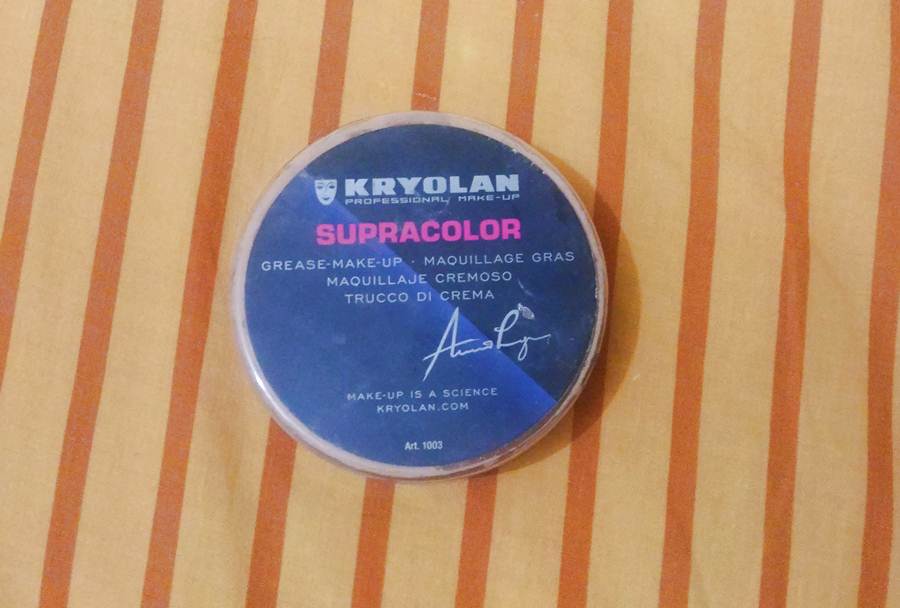 KRYOLAN
PROFESSIONAL MAKE-UP
SUPRACOLOR
GREASE-MAKE-UP · MAQUILLAGE GRAS
MAQUILLAJE CREMOSO
TRUCCO DI CREMA
MAKE-UP IS A SCIENCE
KRYOLAN.COM
Art. 1003